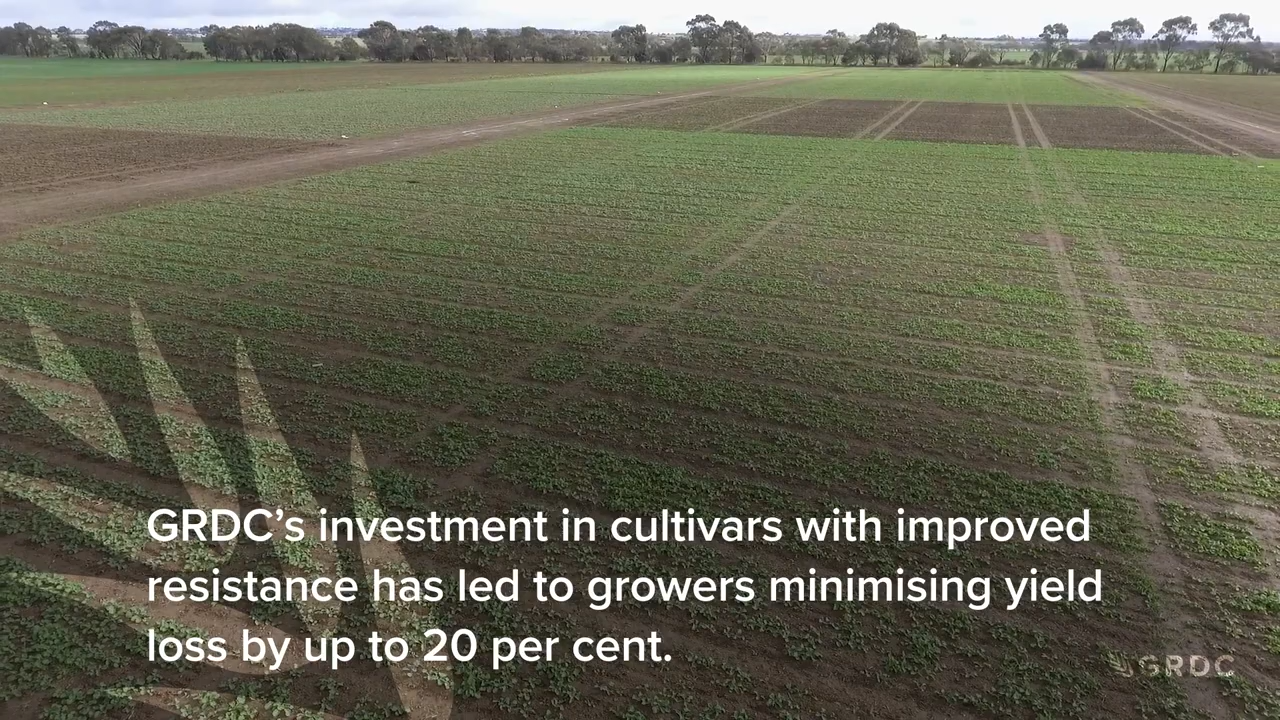 GRDC’s investment in cultivars with improved
resistance has led to growers minimising yield
loss by up to 20 per cent.
GRDC